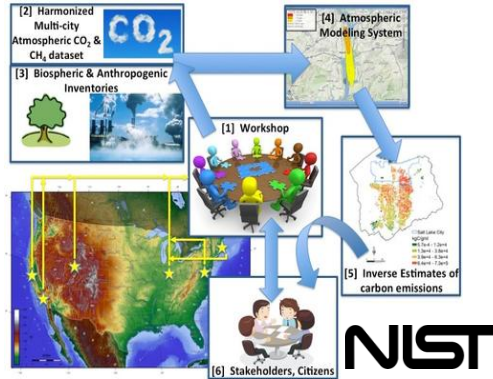 [2] Harmonized
Multi-city
Atmospheric CO₂ &
CH₄ dataset
CO₂
[4] Atmospheric
Modeling System
[3] Biospheric & Anthropogenic
Inventories
[1] Workshop
Salt Lake City
[5] Inverse Estimates of
carbon emissions
[6] Stakeholders, Citizens
NIST